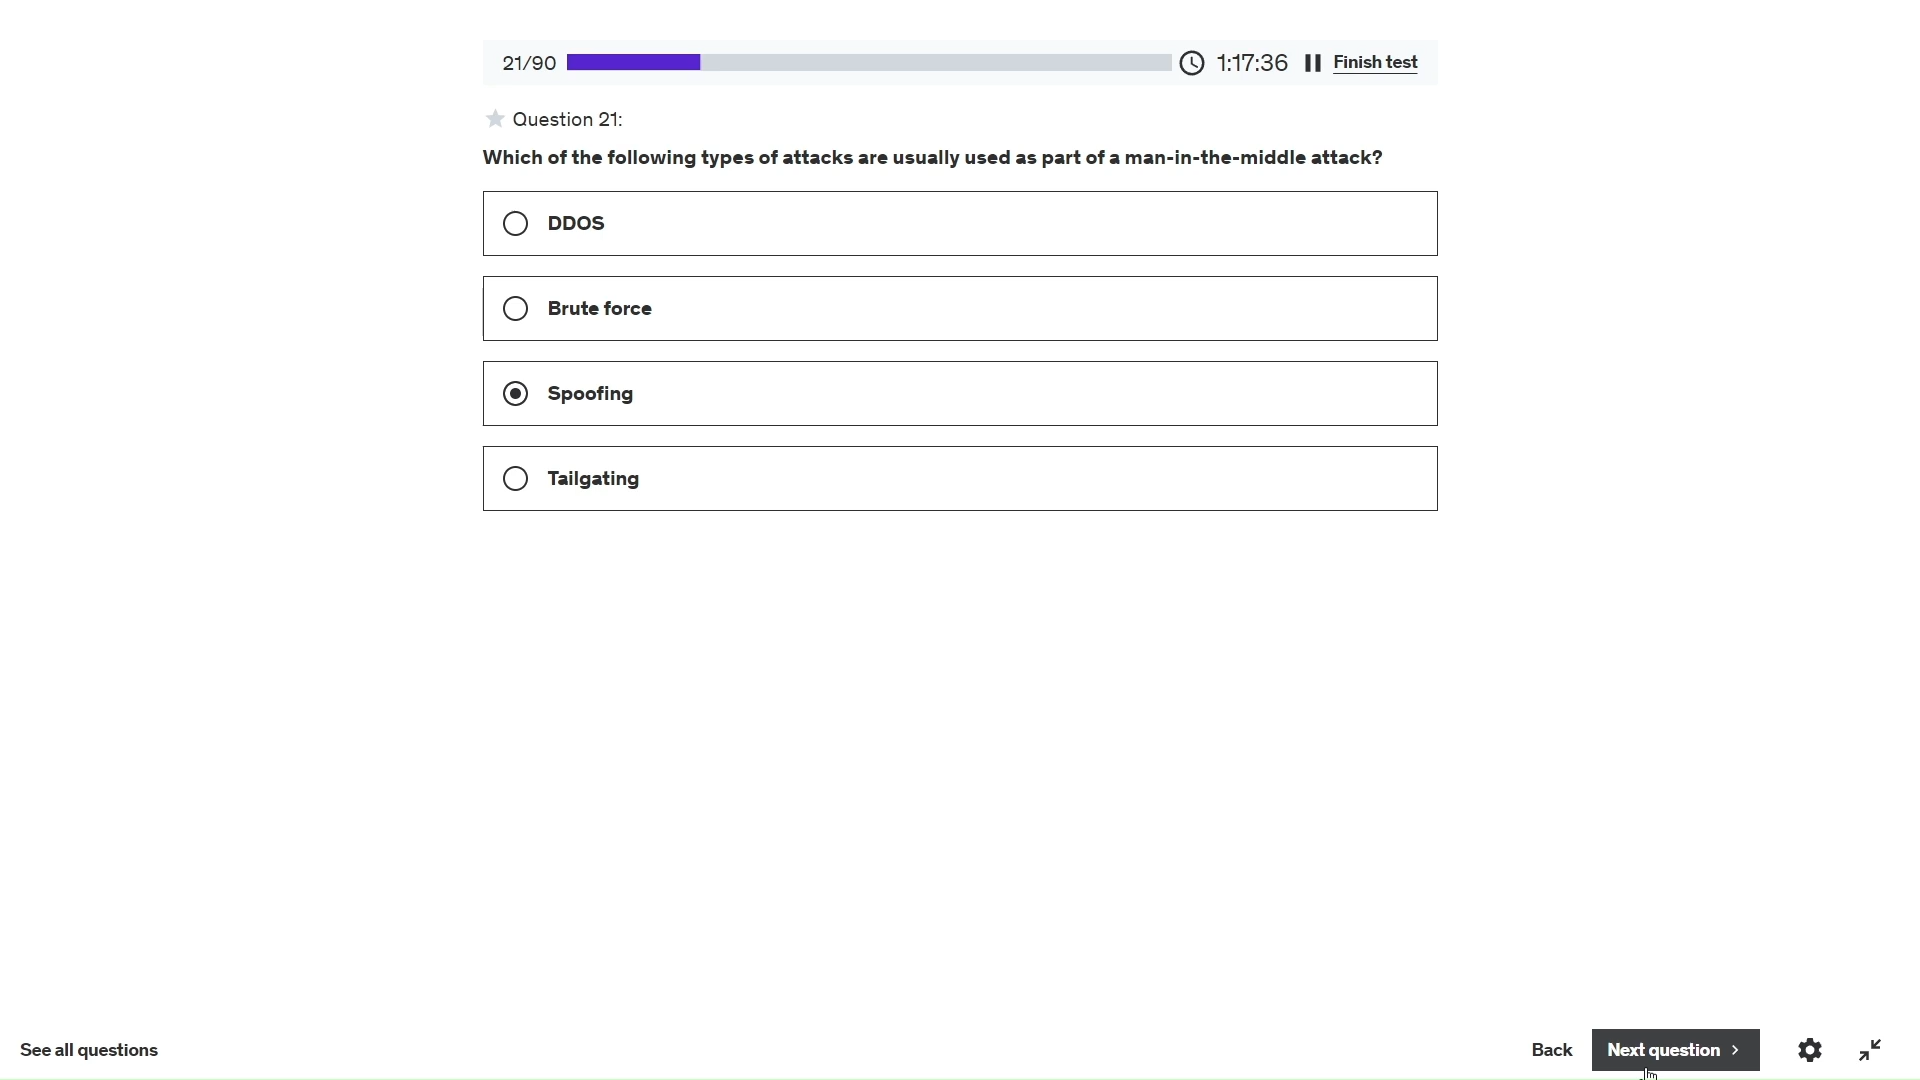 21/90 1:17:36 Finish test
Question 21:
Which of the following types of attacks are usually used as part of a man-in-the-middle attack?
DDOS
Brute force
Spoofing
Tailgating
See all questions Back Next question